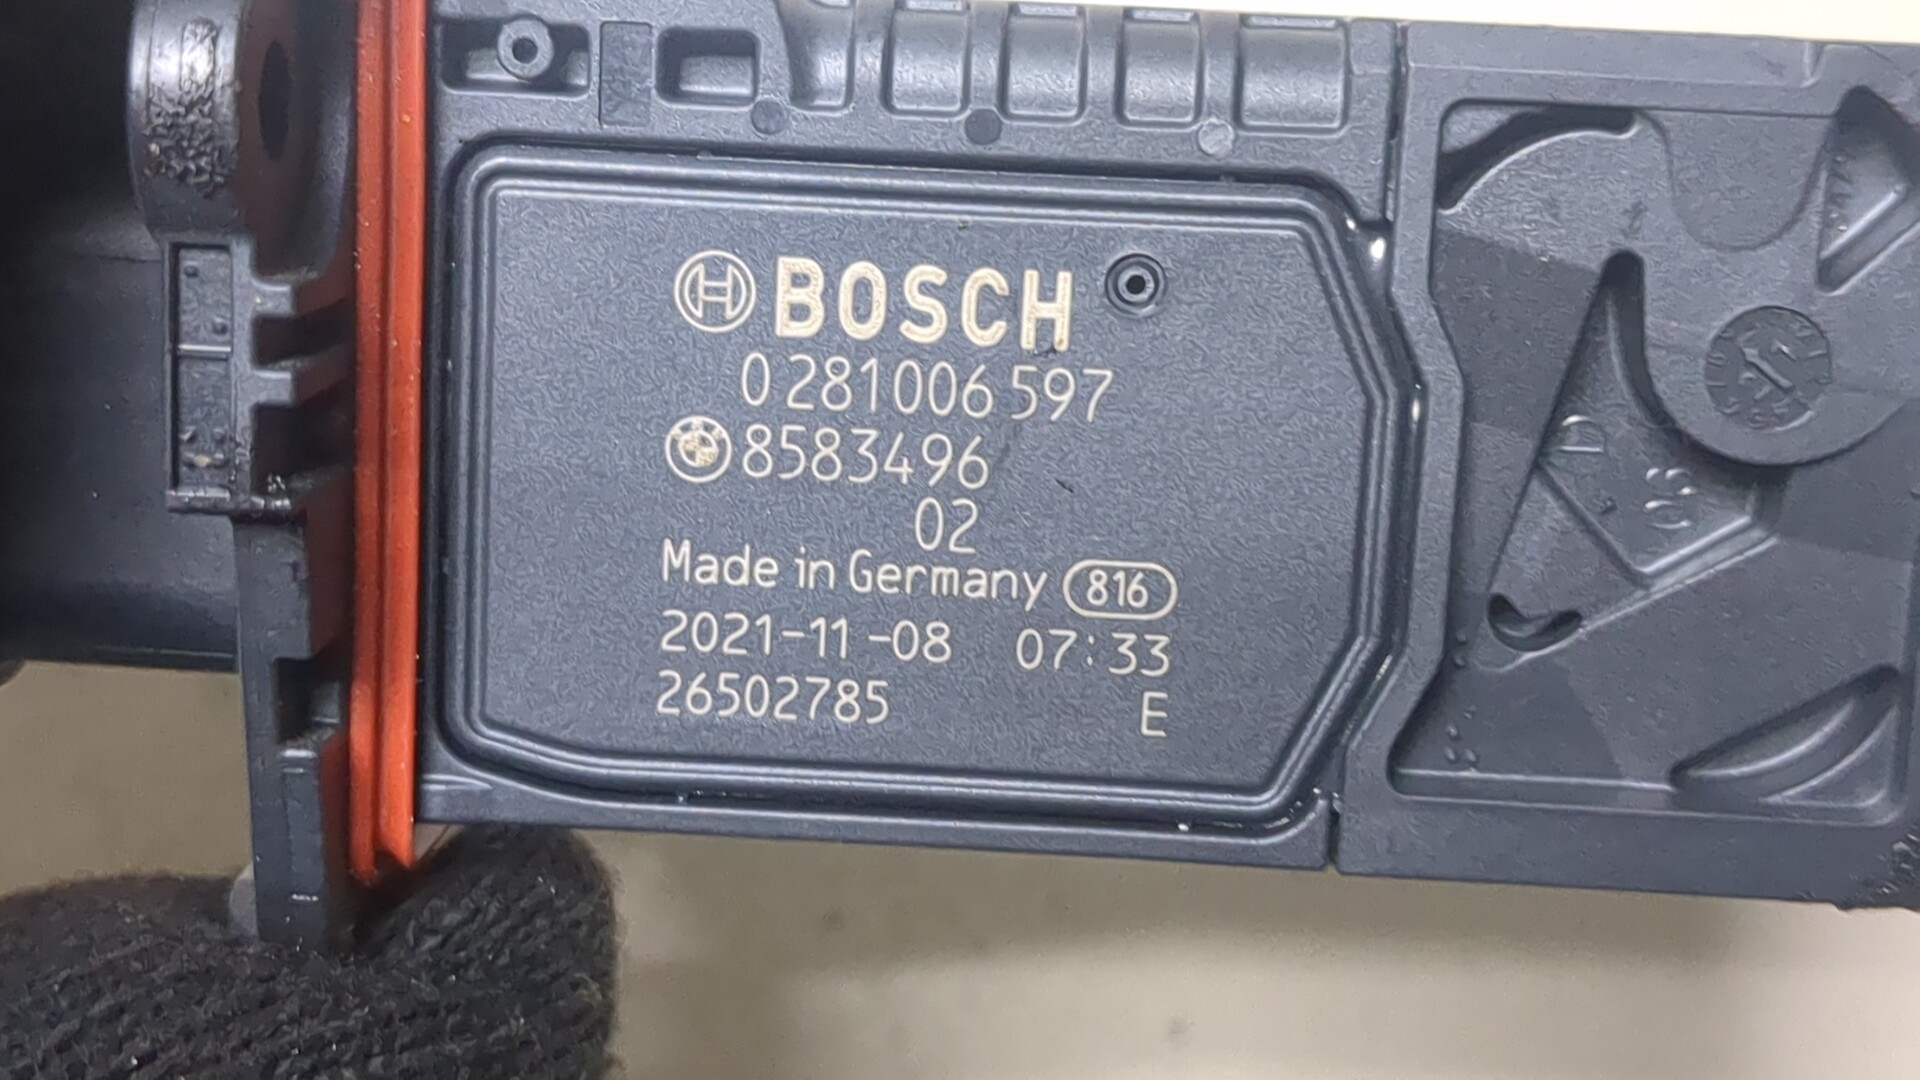 BOSCH
0 281 006 597
8583496
02
Made in Germany 816
2021-11-08 07:33
26502785 E